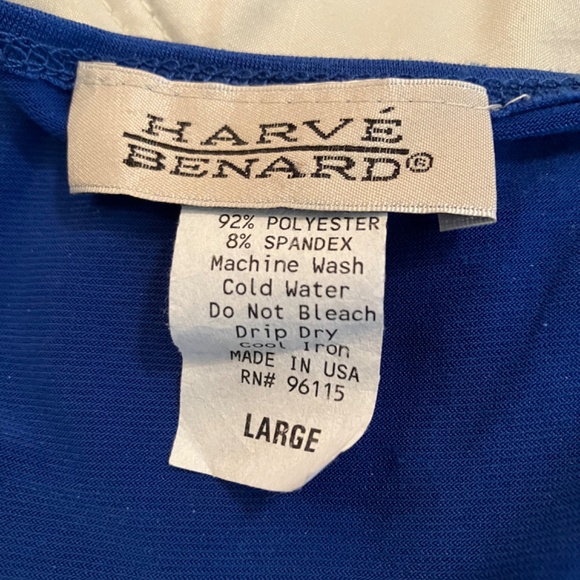 HARVÉ
BENARD®
92% POLYESTER
8% SPANDEX
Machine Wash
Cold Water
Do Not Bleach
Drip Dry
Cool Iron
MADE IN USA
RN# 96115
LARGE